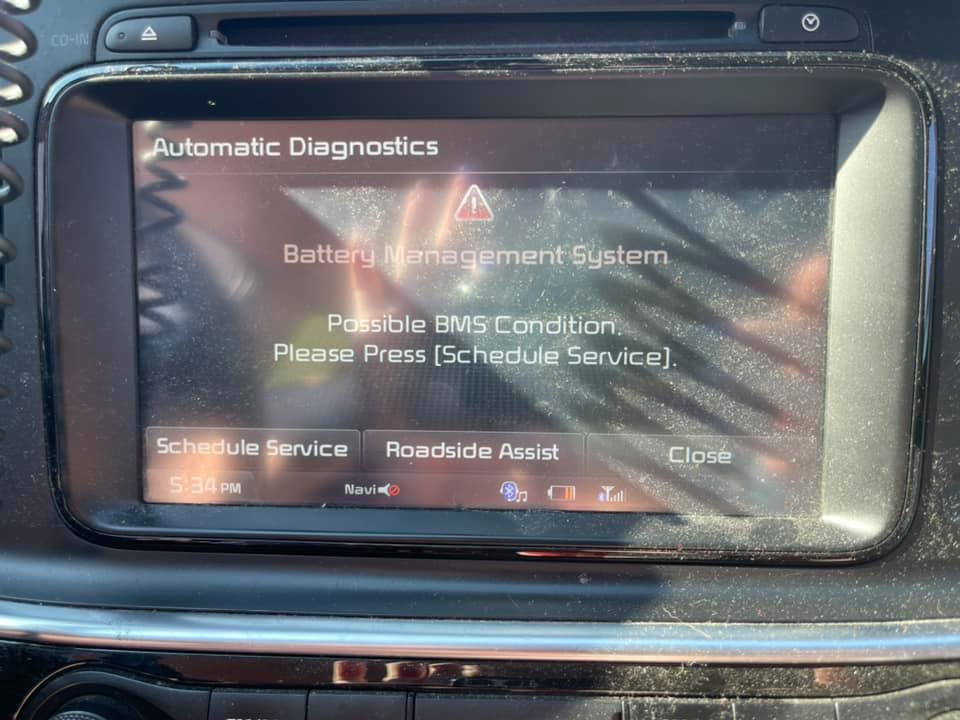 CD-IN
Automatic Diagnostics
Battery Management System
Possible BMS Condition.
Please Press [Schedule Service].
Schedule Service Roadside Assist Close
5:34 PM Navi